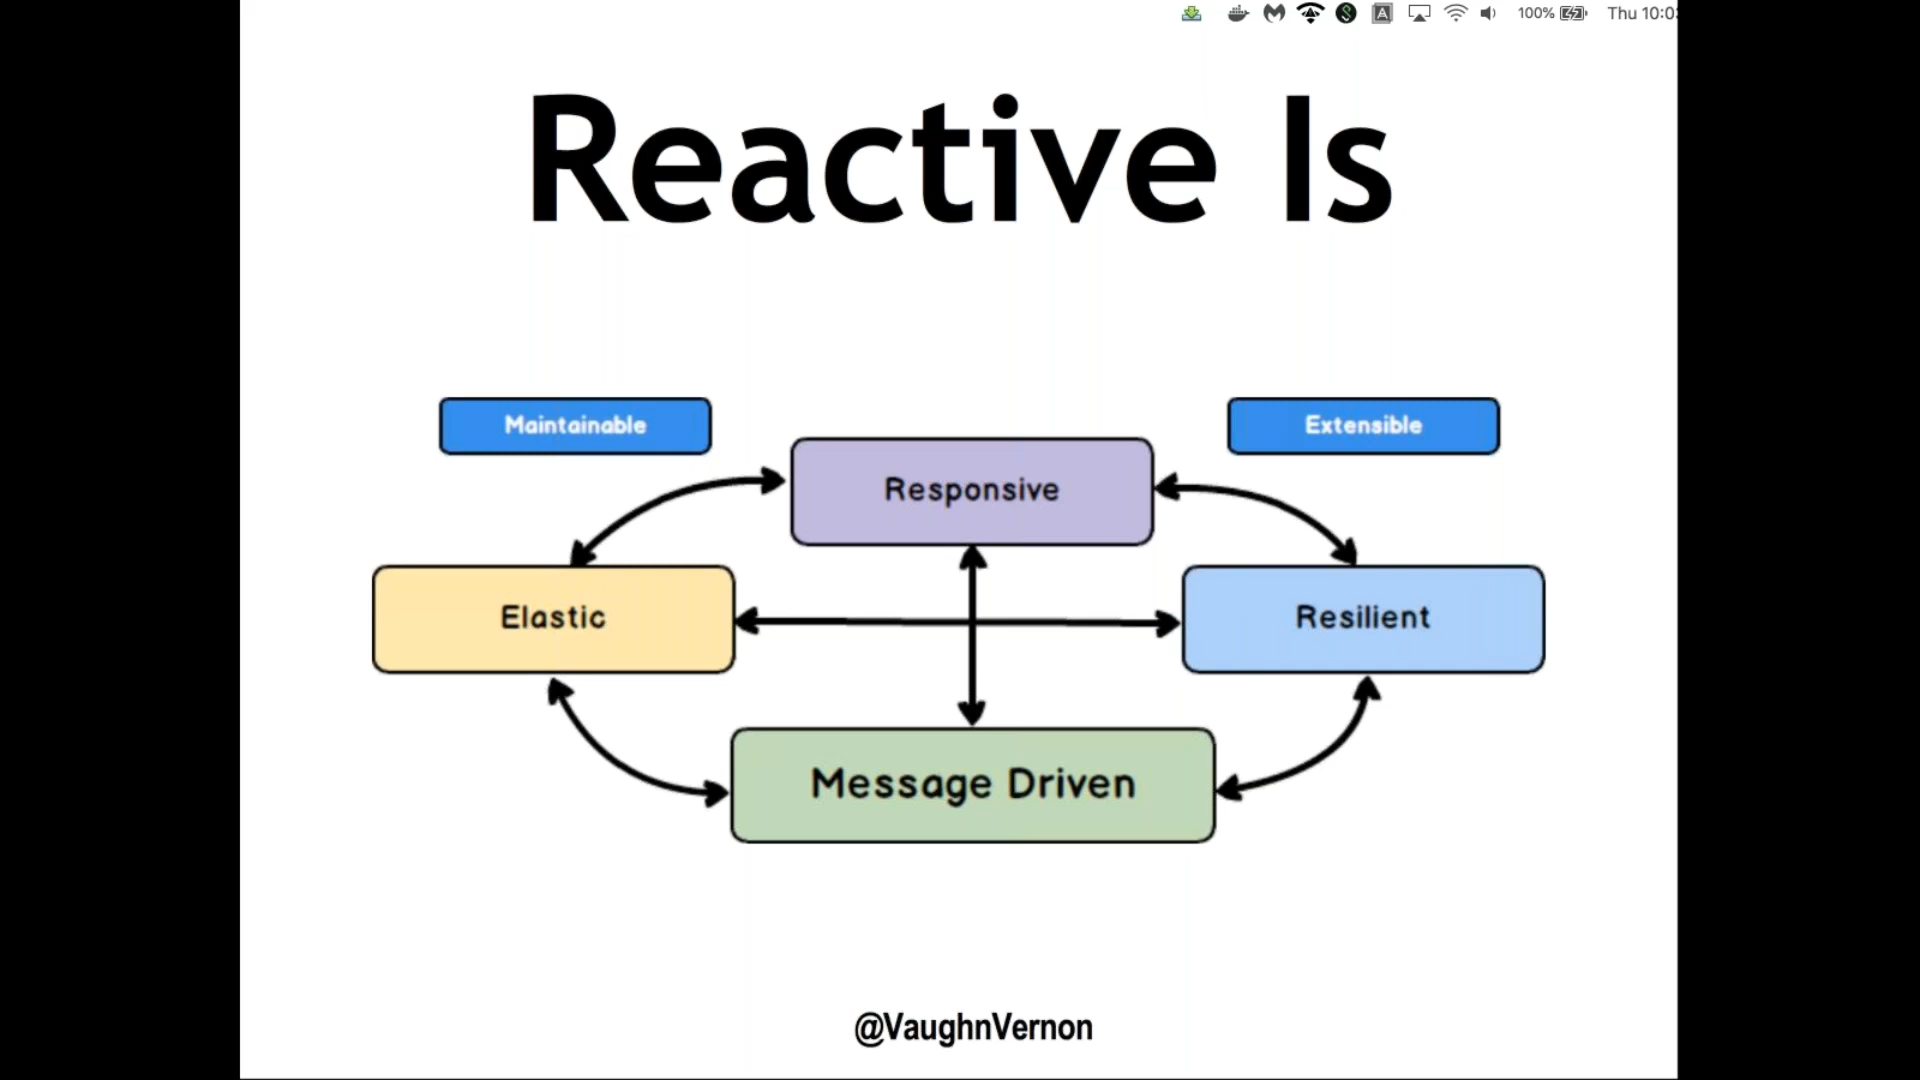 100% Thu 10:0
Reactive Is
Maintainable
Extensible
Responsive
Elastic
Resilient
Message Driven
@VaughnVernon